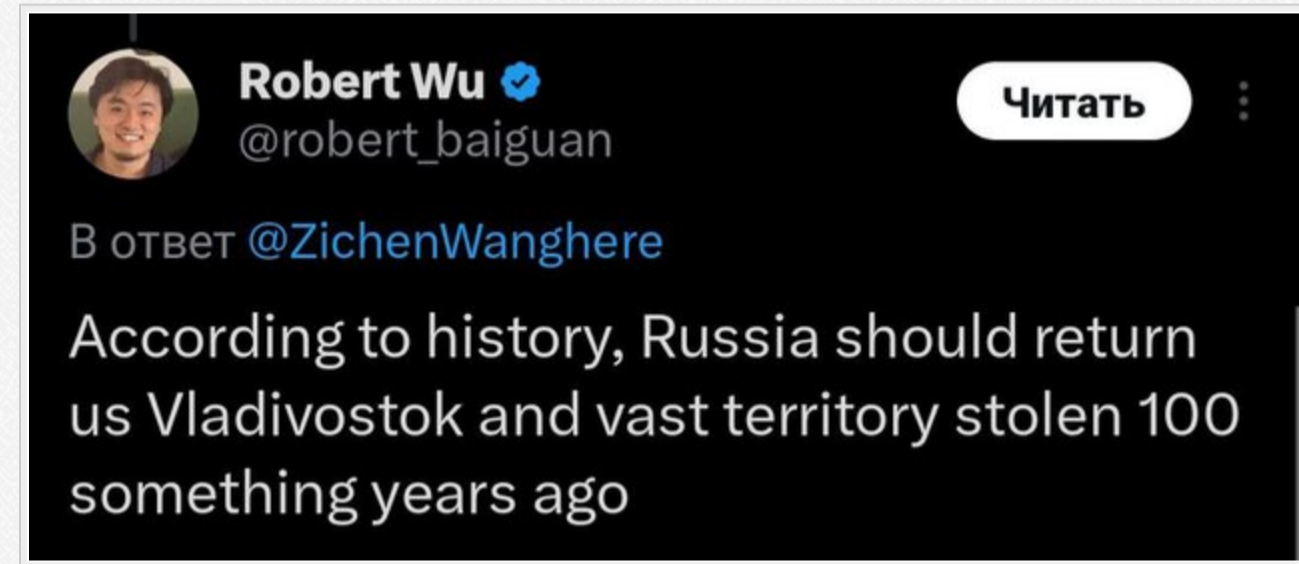 Robert Wu
Читать
@robert_baiguan
В ответ @ZichenWanghere
According to history, Russia should return
us Vladivostok and vast territory stolen 100
something years ago